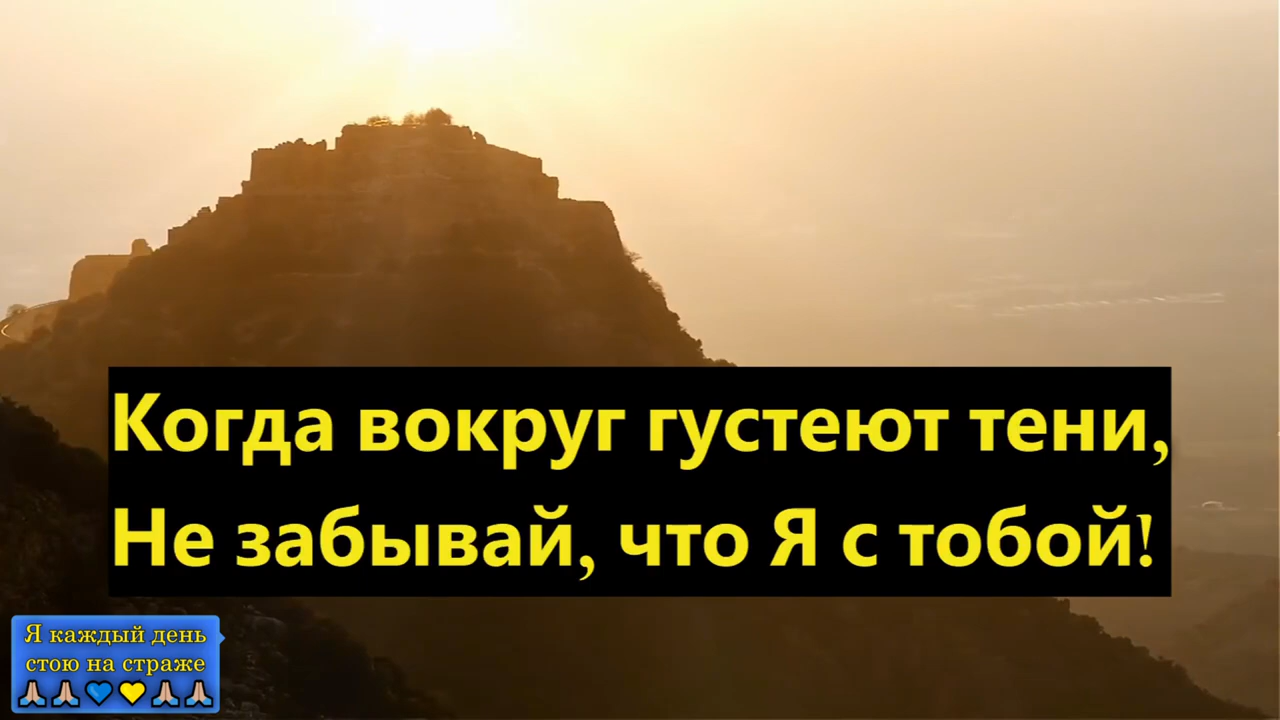 Когда вокруг густеют тени,
Не забывай, что Я с тобой!
Я каждый день
стою на страже
🙏🏼🙏🏼💙💛🙏🏼🙏🏼